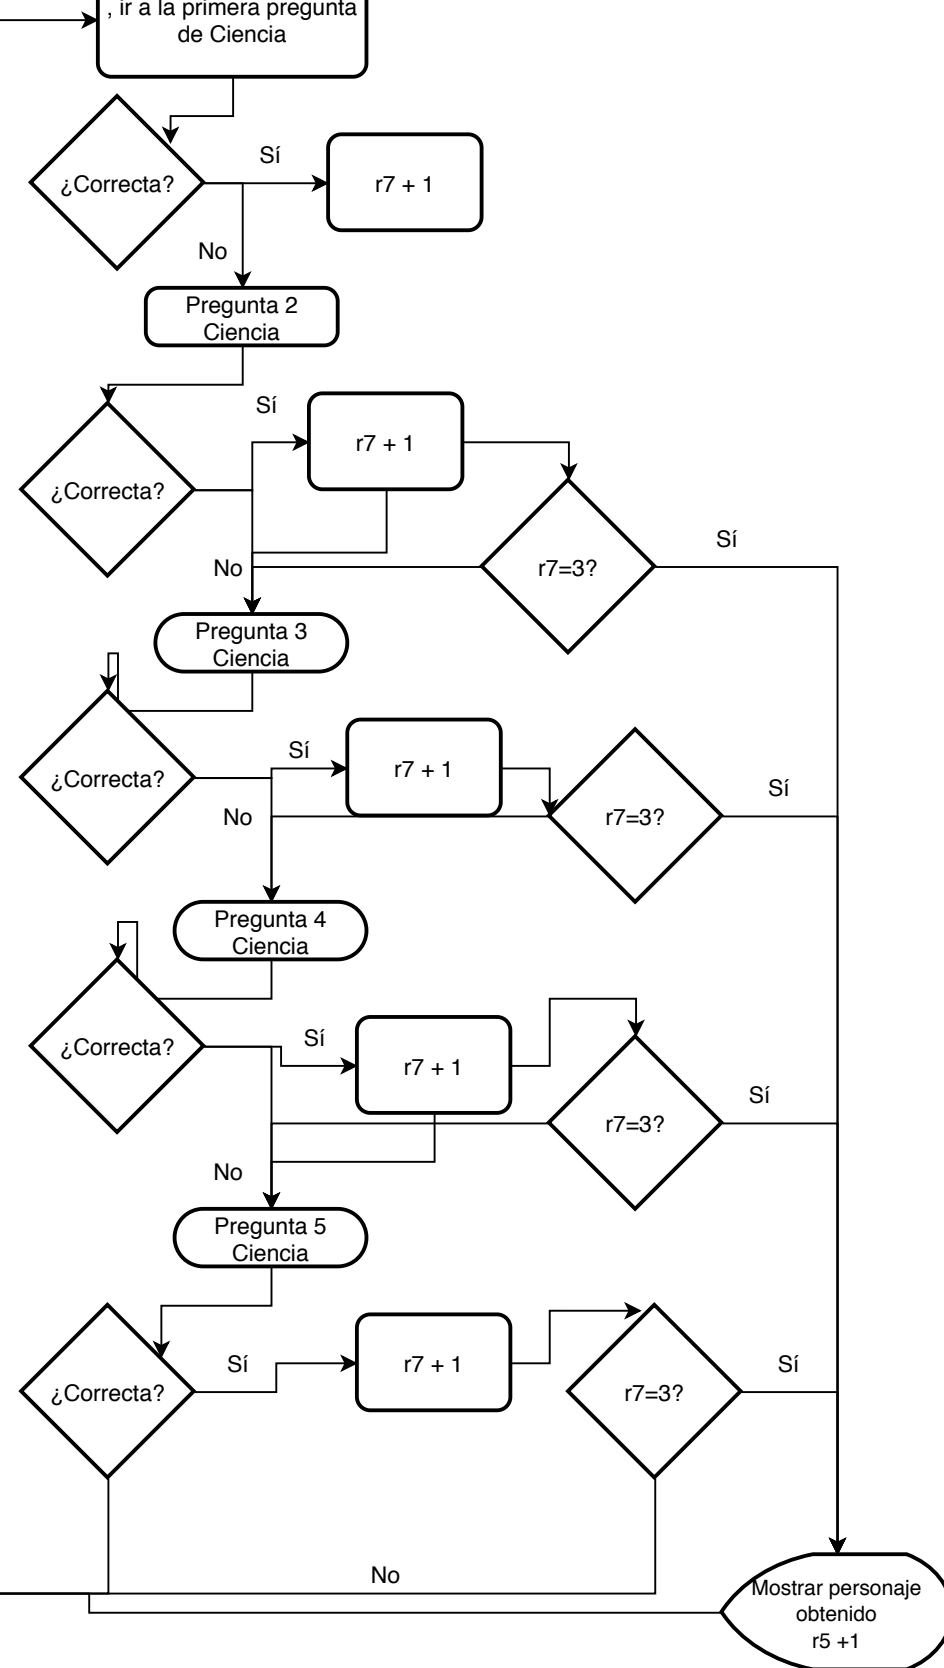 , ir a la primera pregunta
de Ciencia
¿Correcta?
Sí
r7 + 1
No
Pregunta 2
Ciencia
Sí
r7 + 1
¿Correcta?
Sí
No
r7=3?
Pregunta 3
Ciencia
Sí
r7 + 1
¿Correcta?
Sí
No
r7=3?
Pregunta 4
Ciencia
Sí
¿Correcta?
r7 + 1
Sí
r7=3?
No
Pregunta 5
Ciencia
Sí
r7 + 1
Sí
¿Correcta?
r7=3?
No
Mostrar personaje
obtenido
r5 +1